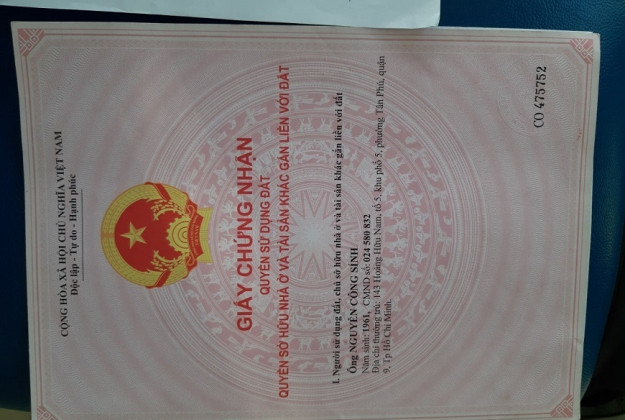 CỘNG HÒA XÃ HỘI CHỦ NGHĨA VIỆT NAM
Độc lập - Tự do - Hạnh phúc
GIẤY CHỨNG NHẬN
QUYỀN SỬ DỤNG ĐẤT
QUYỀN SỞ HỮU NHÀ Ở VÀ TÀI SẢN KHÁC GẮN LIỀN VỚI ĐẤT
I. Người sử dụng đất, chủ sở hữu nhà ở và tài sản khác gắn liền với đất
Ông NGUYỄN CÔNG SÍNH
Năm sinh: 1961, CMND số: 024 580 832
Địa chỉ thường trú: 143 Hoàng Hữu Nam, tổ 5, khu phố 5, phường Tân Phú, quận
9, Tp Hồ Chí Minh.
CO 475752